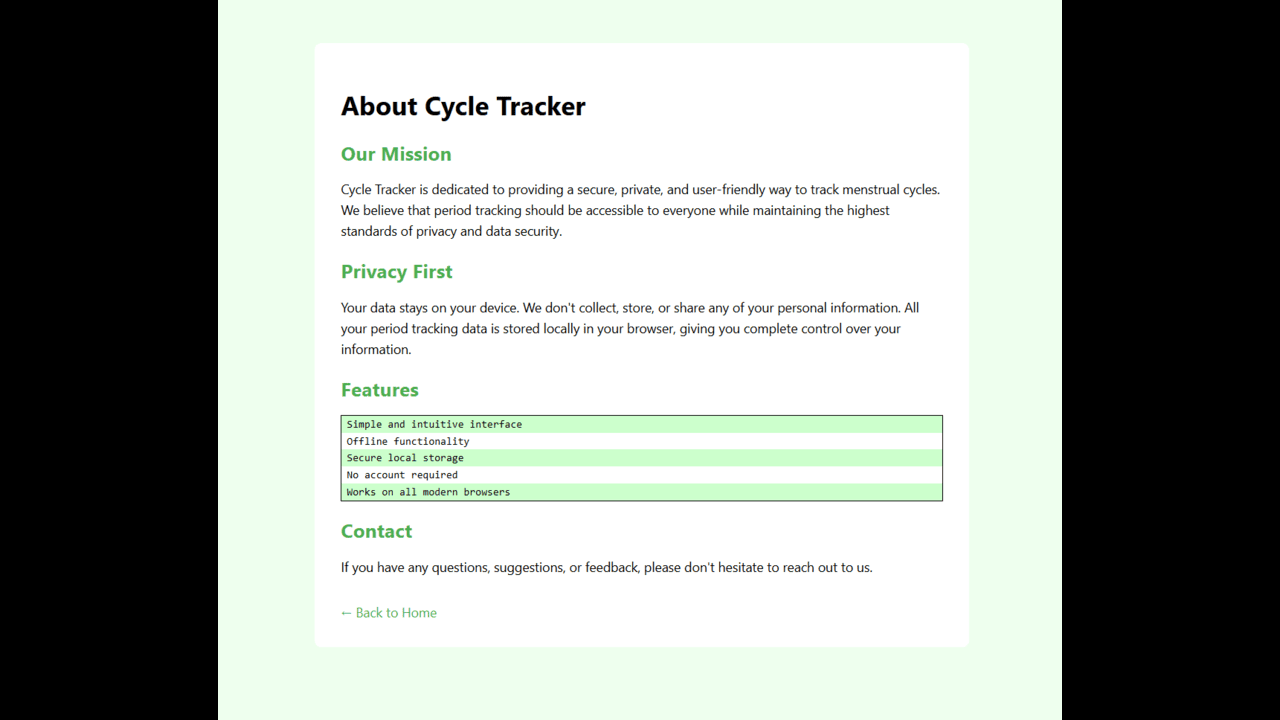 About Cycle Tracker
Our Mission
Cycle Tracker is dedicated to providing a secure, private, and user-friendly way to track menstrual cycles.
We believe that period tracking should be accessible to everyone while maintaining the highest
standards of privacy and data security.
Privacy First
Your data stays on your device. We don't collect, store, or share any of your personal information. All
your period tracking data is stored locally in your browser, giving you complete control over your
information.
Features
Simple and intuitive interface
Offline functionality
Secure local storage
No account required
Works on all modern browsers
Contact
If you have any questions, suggestions, or feedback, please don't hesitate to reach out to us.
← Back to Home